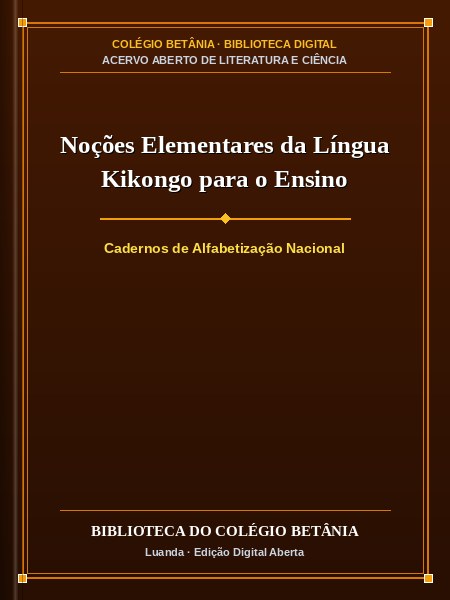 COLÉGIO BETÂNIA · BIBLIOTECA DIGITAL
ACERVO ABERTO DE LITERATURA E CIÊNCIA
Noções Elementares da Língua
Kikongo para o Ensino
Cadernos de Alfabetização Nacional
BIBLIOTECA DO COLÉGIO BETÂNIA
Luanda · Edição Digital Aberta